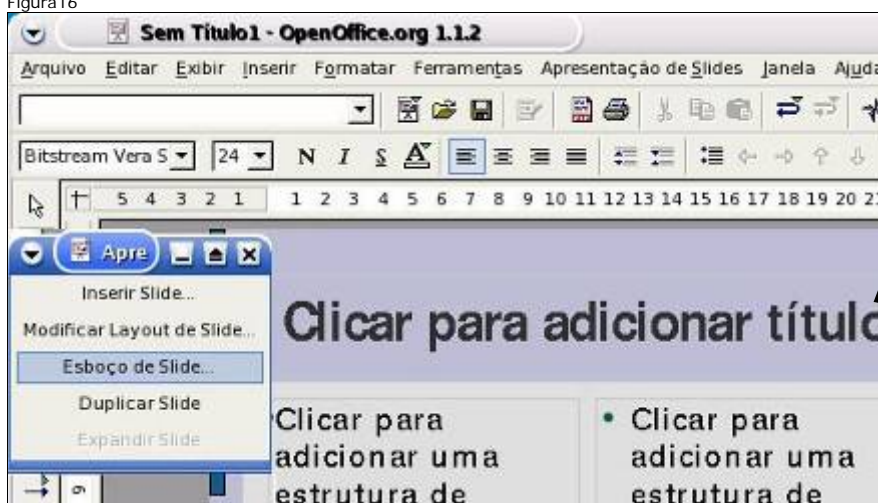 Figura16
Sem Título1 - OpenOffice.org 1.1.2
Arquivo Editar Exibir Inserir Formatar Ferramentas Apresentação de Slides Janela Ajuda
Bitstream Vera S 24 N I S A
5 4 3 2 1 1 2 3 4 5 6 7 8 9 10 11 12 13 14 15 16 17 18 19 20
Apre
Inserir Slide...
Modificar Layout de Slide...
Esboço de Slide...
Duplicar Slide
Expandir Slide
Clicar para adicionar título
Clicar para
adicionar uma
estrutura de
• Clicar para
adicionar uma
estrutura de